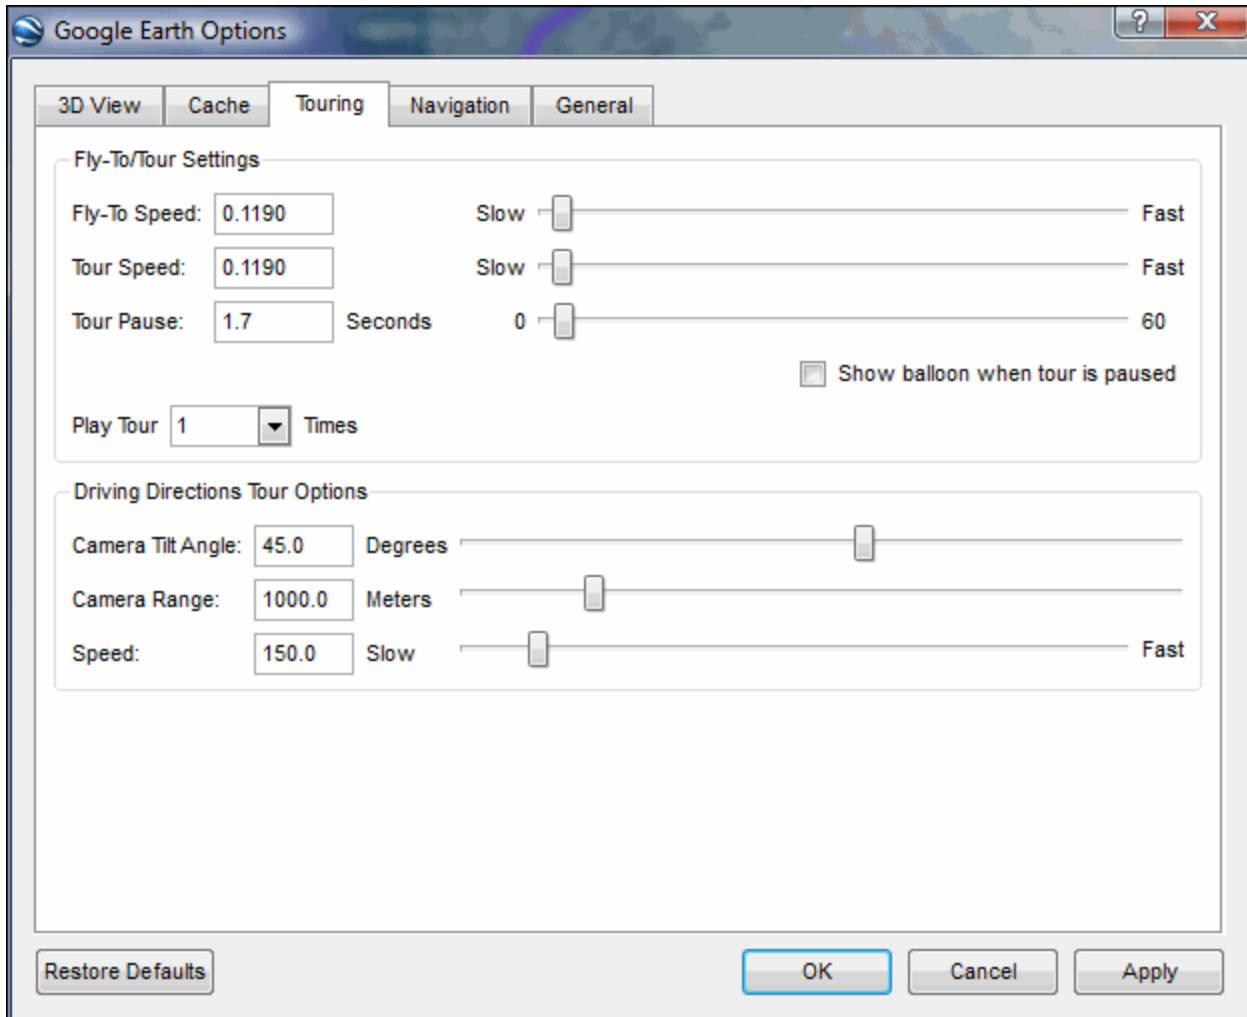 Google Earth Options ? X
3D View Cache Touring Navigation General
Fly-To/Tour Settings
Fly-To Speed: 0.1190 Slow Fast
Tour Speed: 0.1190 Slow Fast
Tour Pause: 1.7 Seconds 0 60
Show balloon when tour is paused
Play Tour 1 Times
Driving Directions Tour Options
Camera Tilt Angle: 45.0 Degrees
Camera Range: 1000.0 Meters
Speed: 150.0 Slow Fast
Restore Defaults OK Cancel Apply